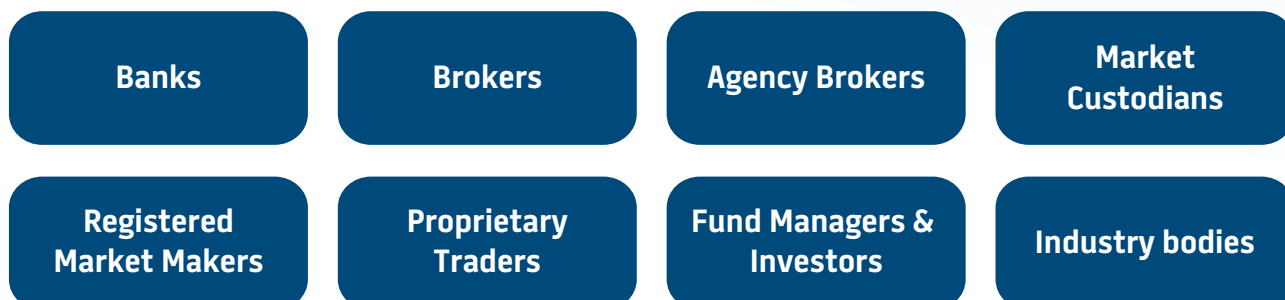 Banks
Brokers
Agency Brokers
Market
Custodians
Registered
Market Makers
Proprietary
Traders
Fund Managers &
Investors
Industry bodies